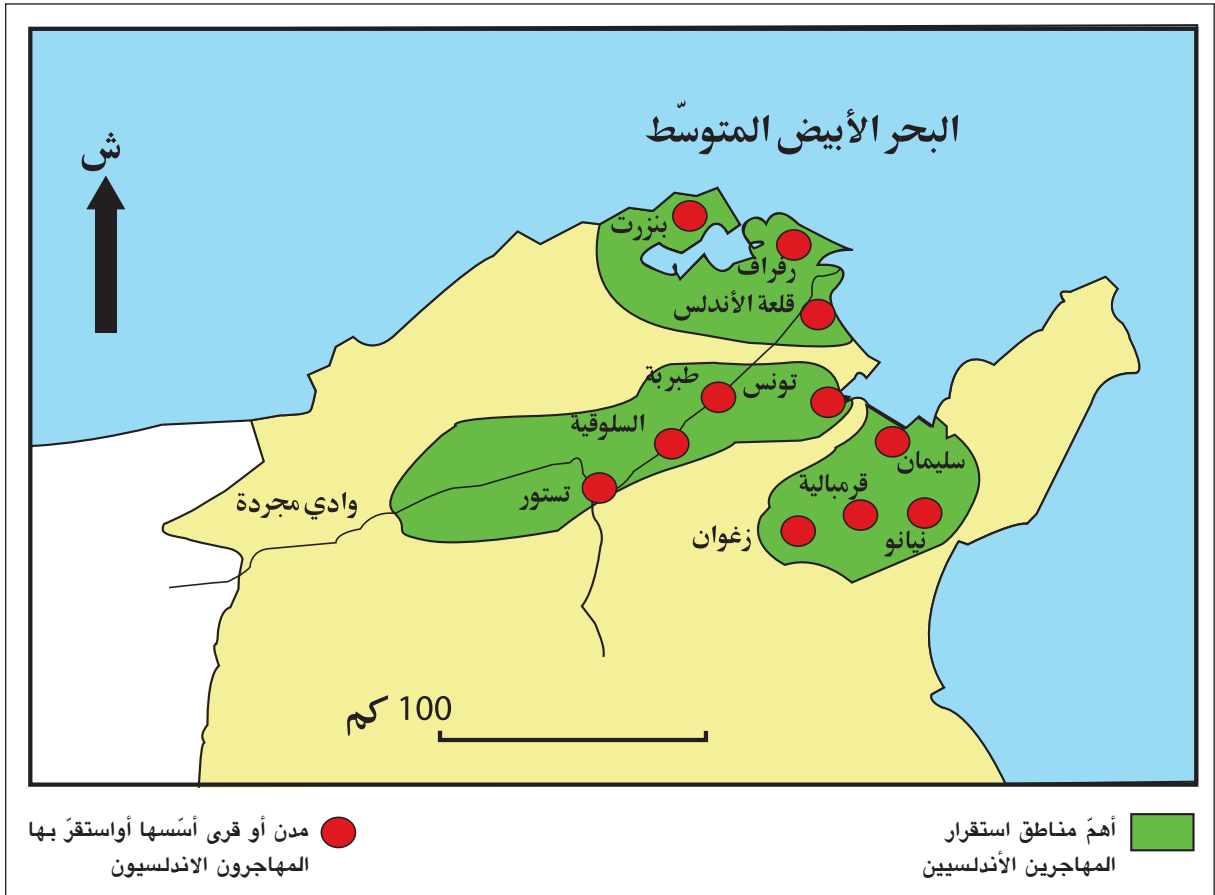 البحر الأبيض المتوسّط
ش
بنزرت
رفراف
قلعة الأندلس
طبربة
تونس
السلوقية
سليمان
قرمبالية
تستور
وادي مجردة
زغوان
نيانو
100 كم
أهمّ مناطق استقرار
المهاجرين الأندلسيين
مدن أو قرى أسّسها أواستقرّ بها
المهاجرون الاندلسيون